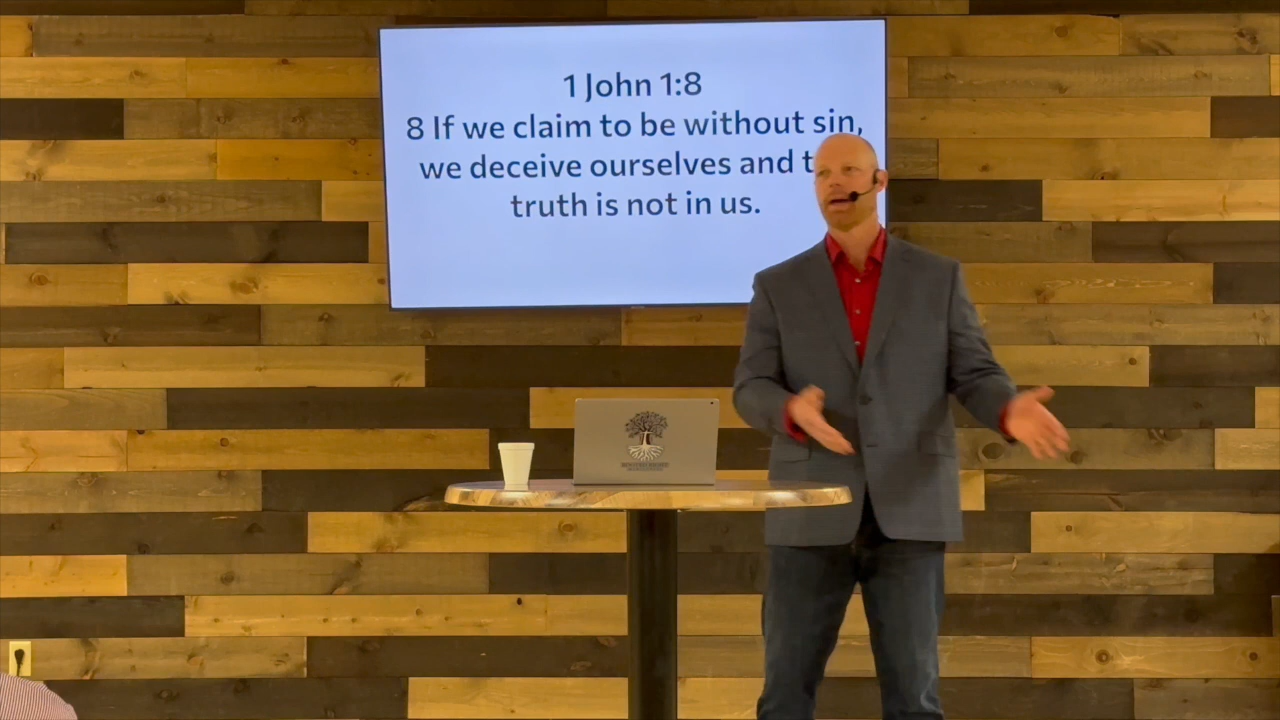 1 John 1:8
8 If we claim to be without sin,
we deceive ourselves and t
truth is not in us.